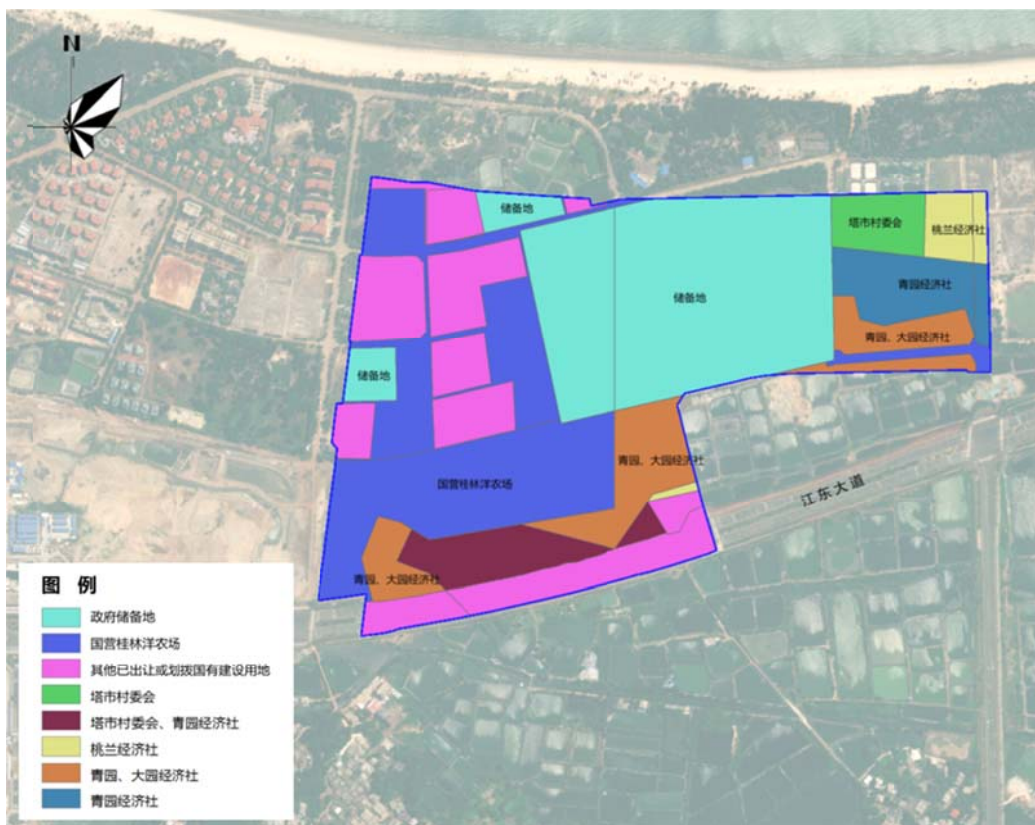 N
储备地
塔市村委会
桃兰经济社
青园经济社
储备地
青园、大园经济社
储备地
青园、大园经济社
国营桂林洋农场
江东大道
青园、大园经济社
图 例
政府储备地
国营桂林洋农场
其他已出让或划拨国有建设用地
塔市村委会
塔市村委会、青园经济社
桃兰经济社
青园、大园经济社
青园经济社